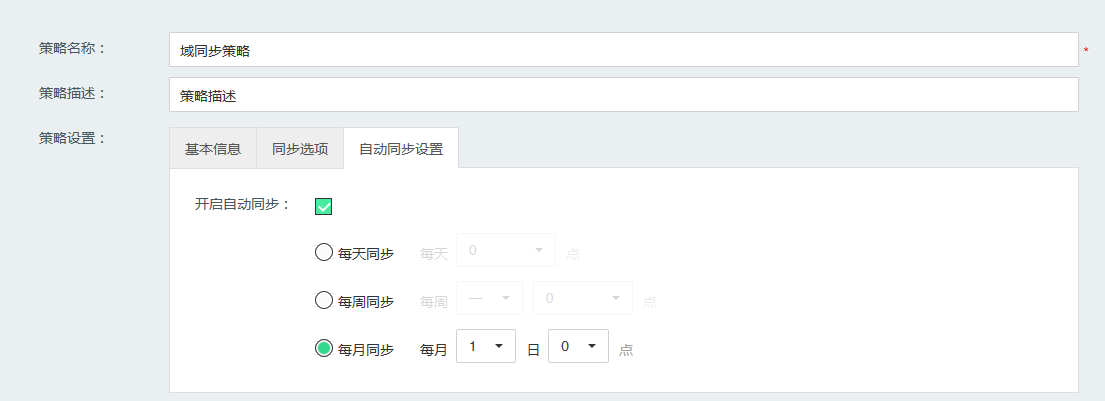 策略名称：  域同步策略  *
策略描述：  策略描述
策略设置：  基本信息  同步选项  自动同步设置
开启自动同步：
每天同步  每天  0  点
每周同步  每周  一  0  点
每月同步  每月  1  日  0  点